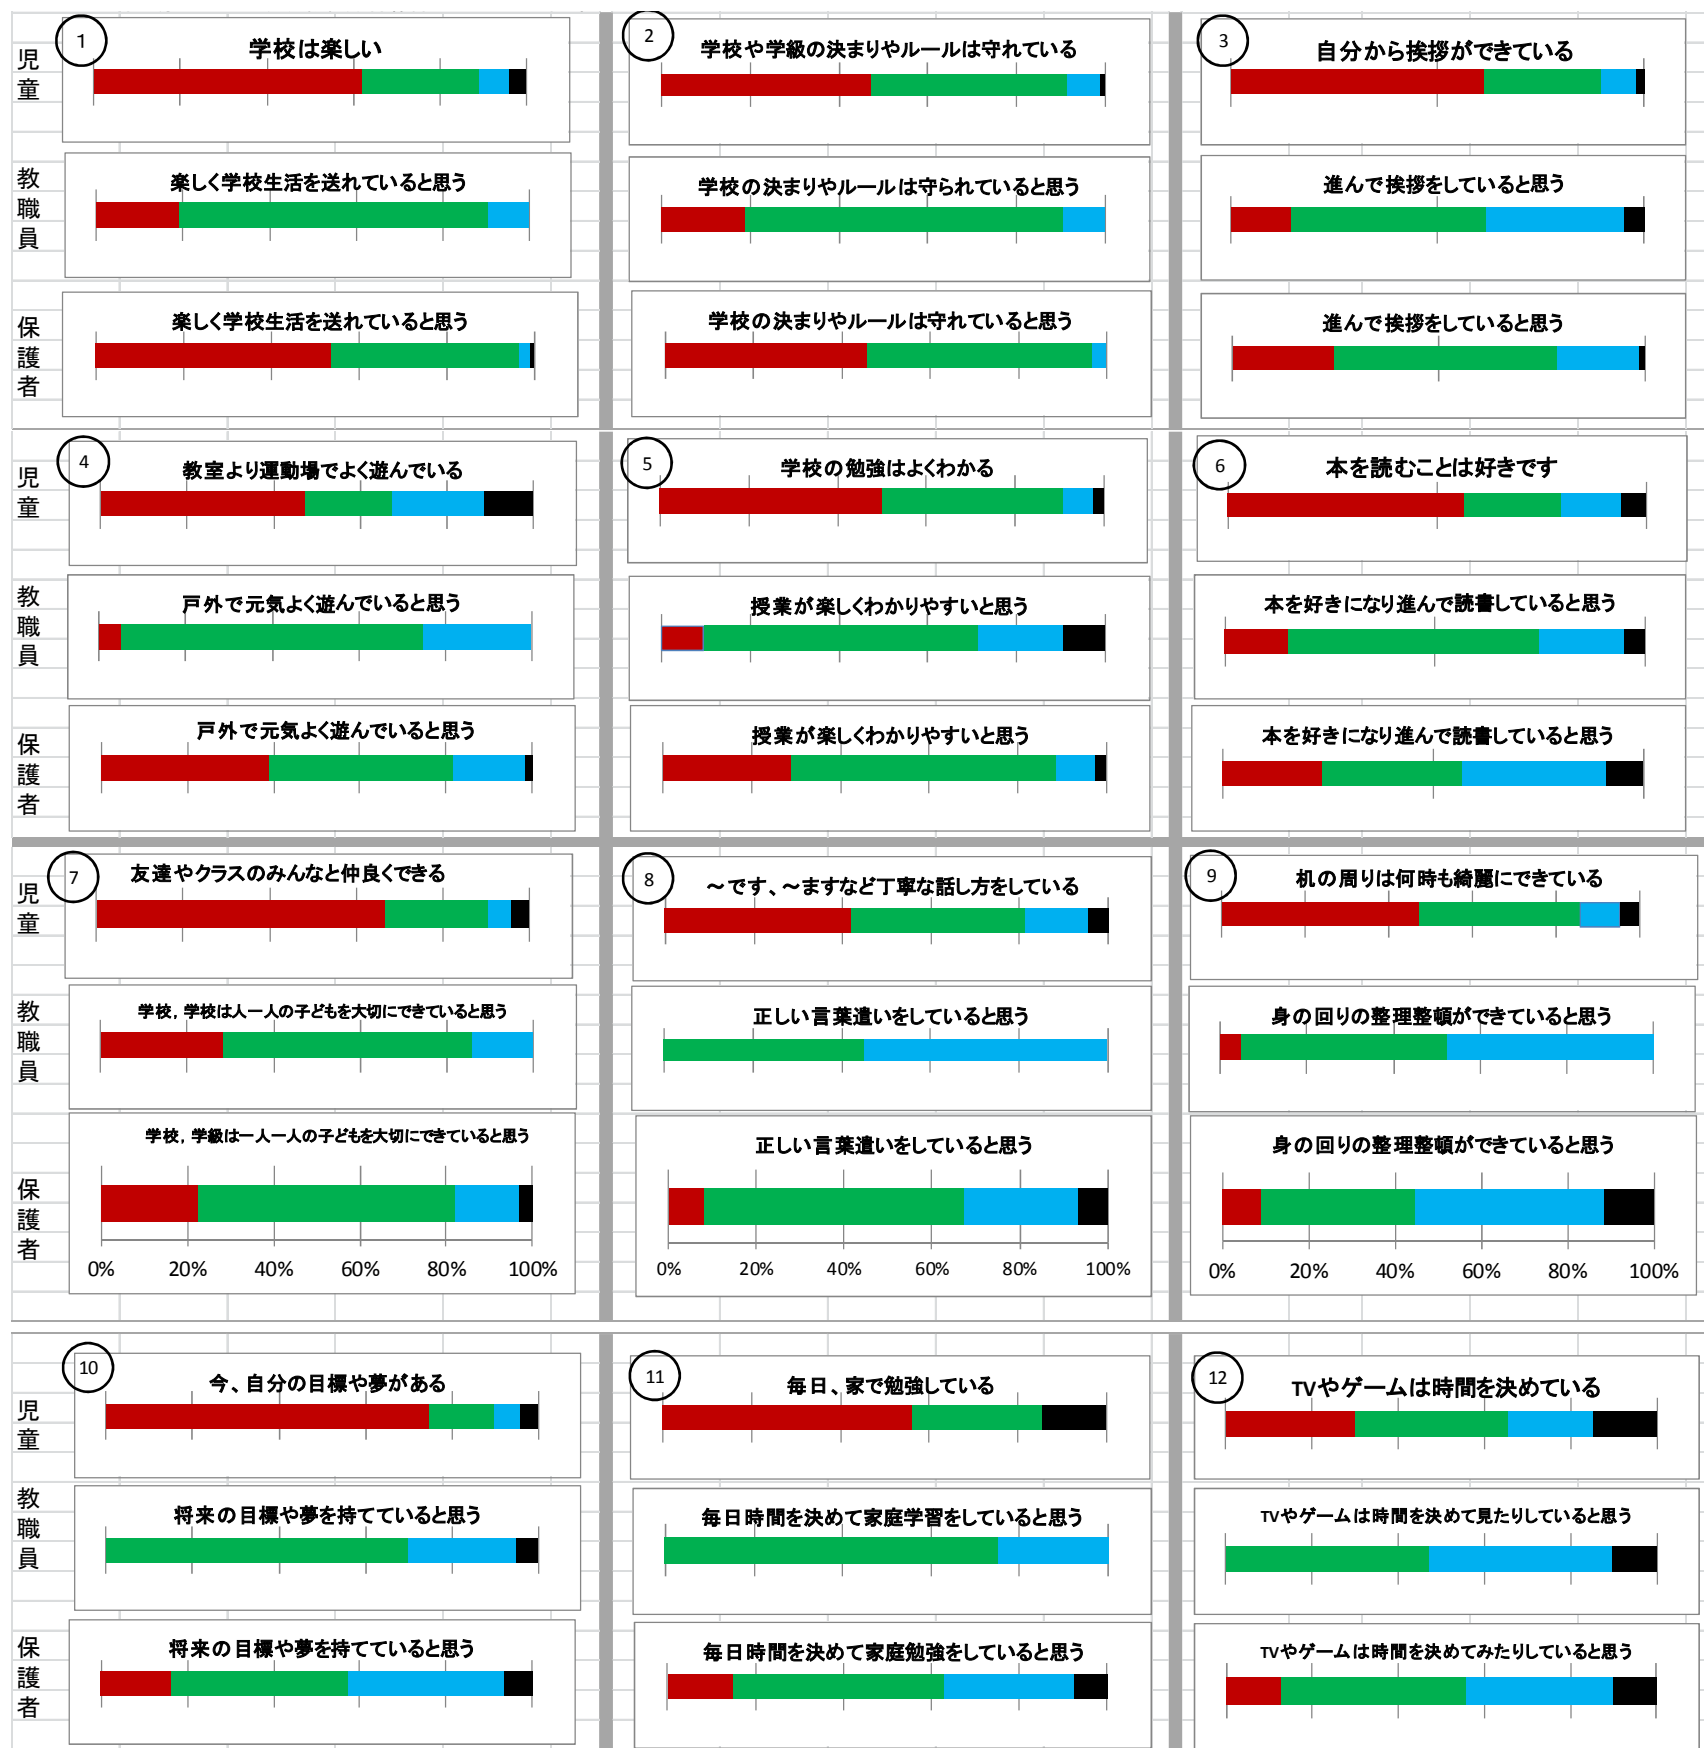 児童
1
学校は楽しい
2
学校や学級の決まりやルールは守れている
3
自分から挨拶ができている
教職員
楽しく学校生活を送れていると思う
学校の決まりやルールは守られていると思う
進んで挨拶をしていると思う
保護者
楽しく学校生活を送れていると思う
学校の決まりやルールは守れていると思う
進んで挨拶をしていると思う
児童
4
教室より運動場でよく遊んでいる
5
学校の勉強はよくわかる
6
本を読むことは好きです
教職員
戸外で元気よく遊んでいると思う
授業が楽しくわかりやすいと思う
本を好きになり進んで読書していると思う
保護者
戸外で元気よく遊んでいると思う
授業が楽しくわかりやすいと思う
本を好きになり進んで読書していると思う
児童
7
友達やクラスのみんなと仲良くできる
8
～です、～ますなど丁寧な話し方をしている
9
机の周りは何時も綺麗にできている
教職員
学校，学校は人一人の子どもを大切にできていると思う
正しい言葉遣いをしていると思う
身の回りの整理整頓ができていると思う
保護者
学校，学級は一人一人の子どもを大切にできていると思う
0% 20% 40% 60% 80% 100%
正しい言葉遣いをしていると思う
0% 20% 40% 60% 80% 100%
身の回りの整理整頓ができていると思う
0% 20% 40% 60% 80% 100%
児童
10
今、自分の目標や夢がある
11
毎日、家で勉強している
12
TVやゲームは時間を決めている
教職員
将来の目標や夢を持てていると思う
毎日時間を決めて家庭学習をしていると思う
TVやゲームは時間を決めて見たりしていると思う
保護者
将来の目標や夢を持てていると思う
毎日時間を決めて家庭勉強をしていると思う
TVやゲームは時間を決めてみたりしていると思う